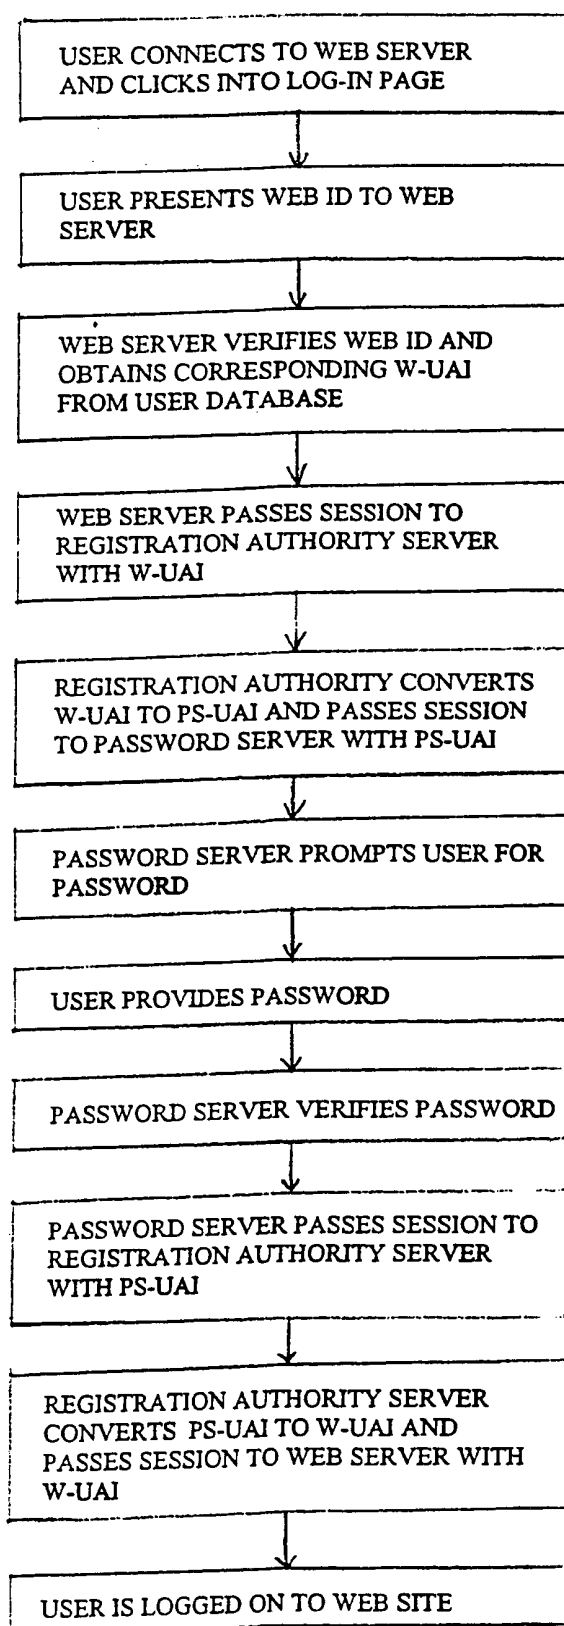 USER CONNECTS TO WEB SERVER
AND CLICKS INTO LOG-IN PAGE
USER PRESENTS WEB ID TO WEB
SERVER
WEB SERVER VERIFIES WEB ID AND
OBTAINS CORRESPONDING W-UAI
FROM USER DATABASE
WEB SERVER PASSES SESSION TO
REGISTRATION AUTHORITY SERVER
WITH W-UAI
REGISTRATION AUTHORITY CONVERTS
W-UAI TO PS-UAI AND PASSES SESSION
TO PASSWORD SERVER WITH PS-UAI
PASSWORD SERVER PROMPTS USER FOR
PASSWORD
USER PROVIDES PASSWORD
PASSWORD SERVER VERIFIES PASSWORD
PASSWORD SERVER PASSES SESSION TO
REGISTRATION AUTHORITY SERVER
WITH PS-UAI
REGISTRATION AUTHORITY SERVER
CONVERTS PS-UAI TO W-UAI AND
PASSES SESSION TO WEB SERVER WITH
W-UAI
USER IS LOGGED ON TO WEB SITE